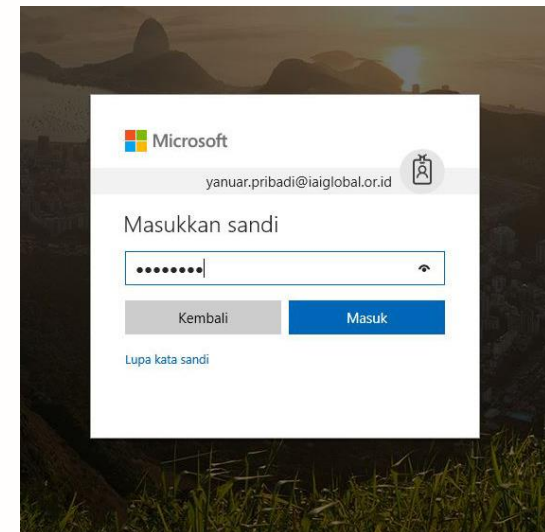 Microsoft
yanuar.pribadi@iaiglobal.or.id
Masukkan sandi
••••••••
Kembali
Masuk
Lupa kata sandi